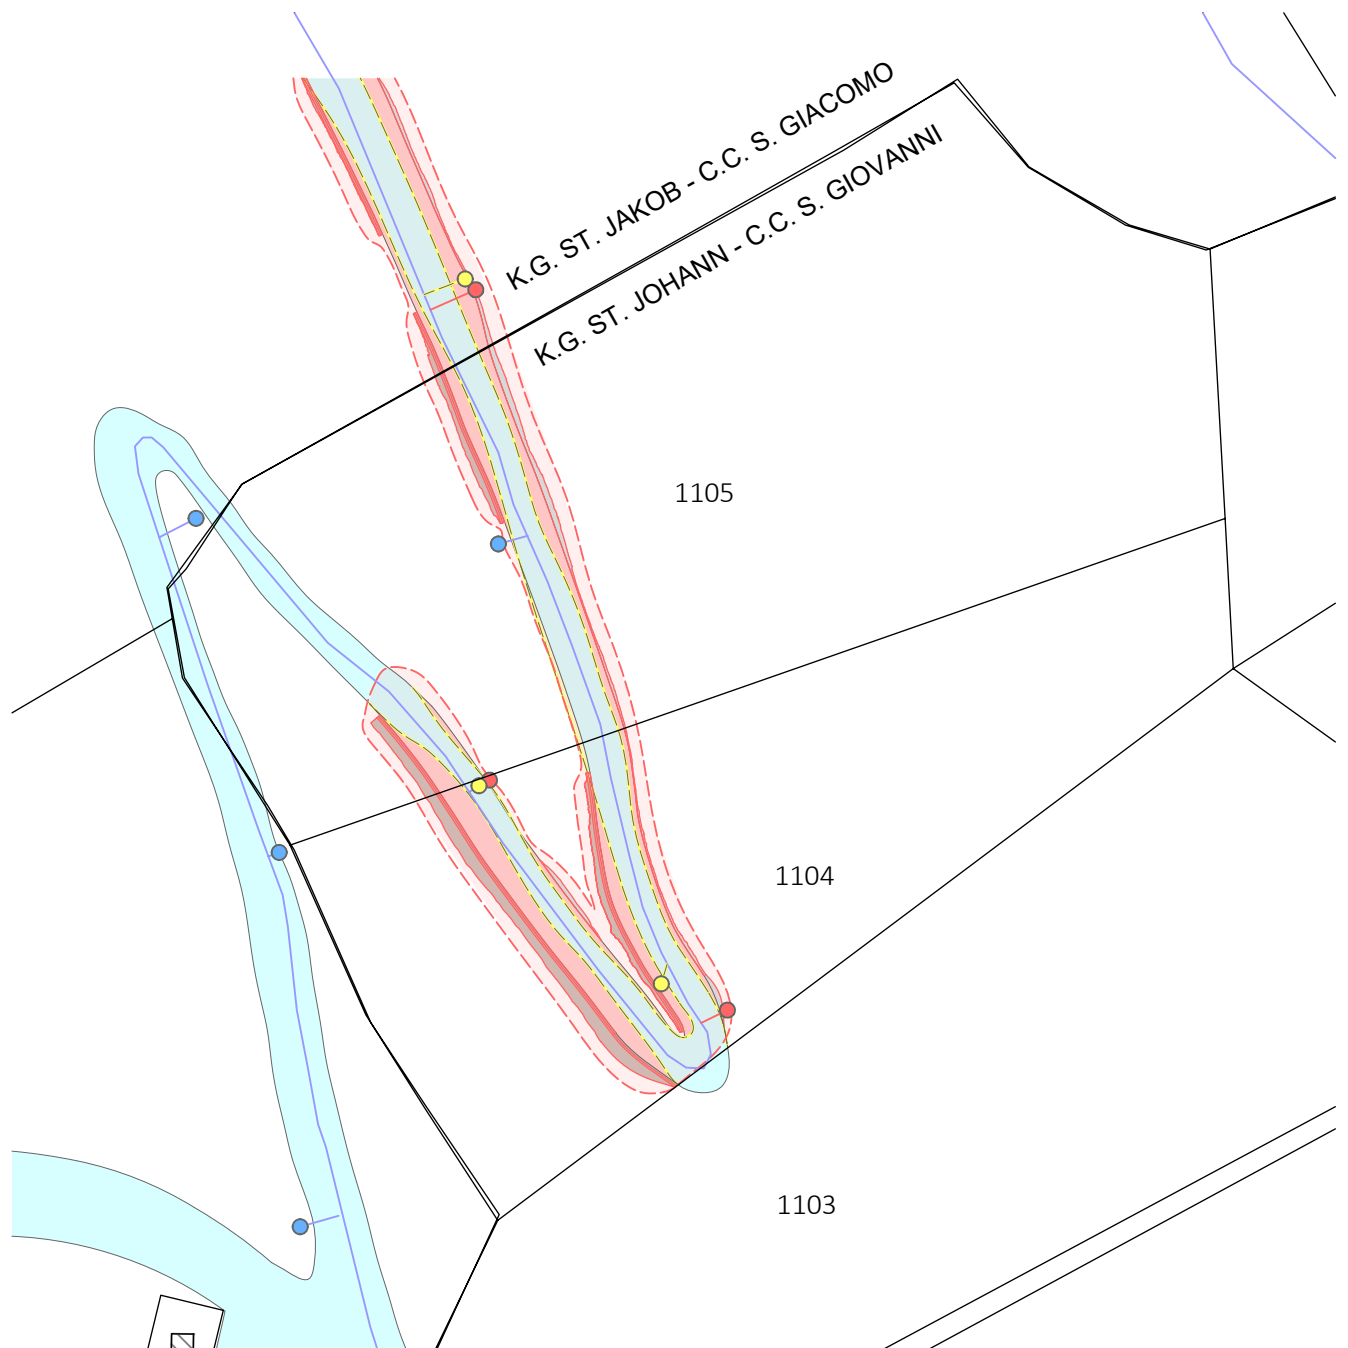 K.G. ST. JAKOB - C.C. S. GIACOMO
K.G. ST. JOHANN - C.C. S. GIOVANNI
1105
1104
1103